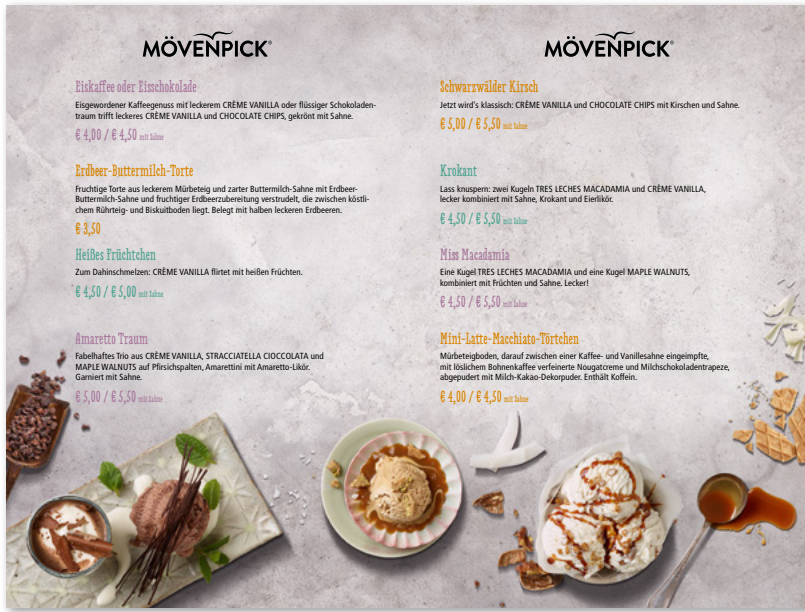 MÖVENPICK®
Eiskaffee oder Eisschokolade
Eisgewordener Kaffeegenuss mit leckerem CRÈME VANILLA oder flüssiger Schokoladen-
traum trifft leckeres CRÈME VANILLA und CHOCOLATE CHIPS, gekrönt mit Sahne.
€ 4,00 / € 4,50 mit Sahne
Erdbeer-Buttermilch-Torte
Fruchtige Torte aus leckerem Mürbeteig und zarter Buttermilch-Sahne mit Erdbeer-
Buttermilch-Sahne und fruchtiger Erdbeerzubereitung verstrudelt, die zwischen köstli-
chem Rührteig- und Biskuitboden liegt. Belegt mit halben leckeren Erdbeeren.
€ 3,50
Heißes Früchtchen
Zum Dahinschmelzen: CRÈME VANILLA flirtet mit heißen Früchten.
€ 4,50 / € 5,00 mit Sahne
Amaretto Traum
Fabelhaftes Trio aus CRÈME VANILLA, STRACCIATELLA CIOCCOLATA und
MAPLE WALNUTS auf Pfirsichspalten, Amarettini mit Amaretto-Likör.
Garniert mit Sahne.
€ 5,00 / € 5,50 mit Sahne
MÖVENPICK®
Schwarzwälder Kirsch
Jetzt wird's klassisch: CRÈME VANILLA und CHOCOLATE CHIPS mit Kirschen und Sahne.
€ 5,00 / € 5,50 mit Sahne
Krokant
Lass knuspern: zwei Kugeln TRES LECHES MACADAMIA und CRÈME VANILLA,
lecker kombiniert mit Sahne, Krokant und Eierlikör.
€ 4,50 / € 5,50 mit Sahne
Miss Macadamia
Eine Kugel TRES LECHES MACADAMIA und eine Kugel MAPLE WALNUTS,
kombiniert mit Früchten und Sahne. Lecker!
€ 4,50 / € 5,50 mit Sahne
Mini-Latte-Macchiato-Törtchen
Mürbeteigboden, darauf zwischen einer Kaffee- und Vanillesahne eingeimpfte,
mit löslichem Bohnenkaffee verfeinerte Nougatcreme und Milchschokoladentrapeze,
abgepudert mit Milch-Kakao-Dekorpuder. Enthält Koffein.
€ 4,00 / € 4,50 mit Sahne